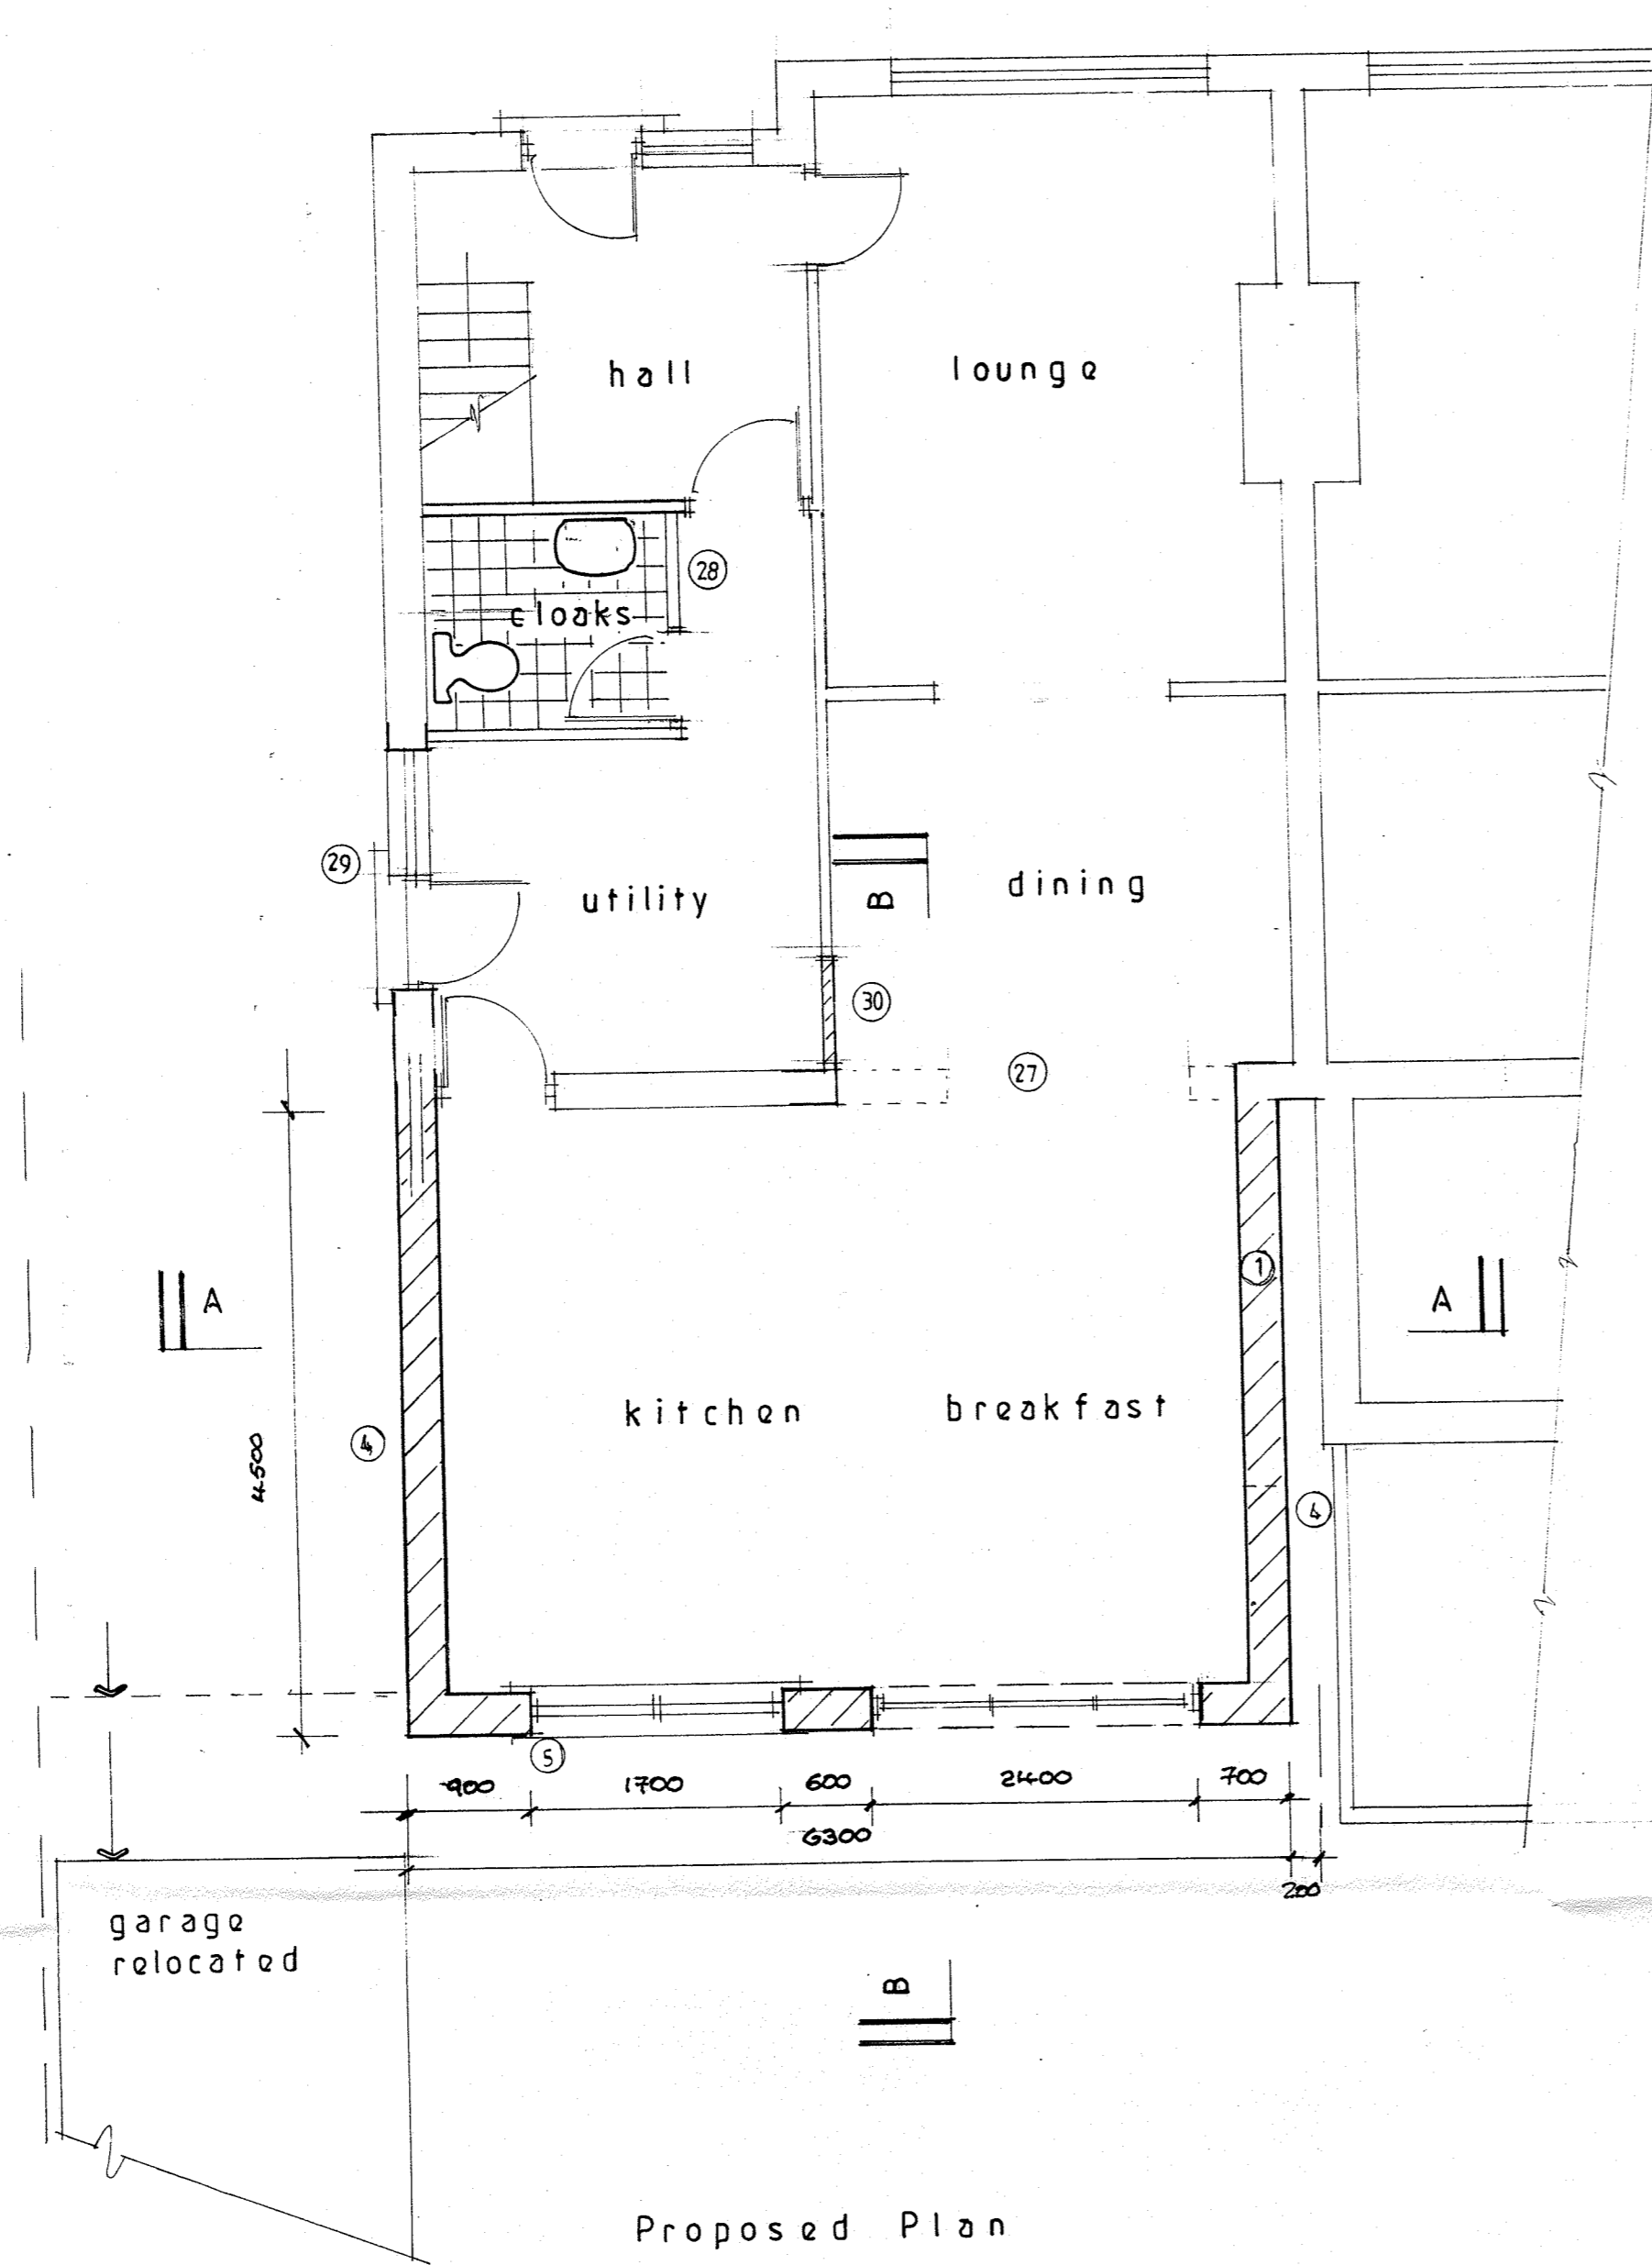 hall
lounge
28
cloaks
29
utility
B
dining
30
27
A
1
A
kitchen
breakfast
4
4500
4
5
900
1700
600
2400
700
6300
200
garage
relocated
B
Proposed Plan